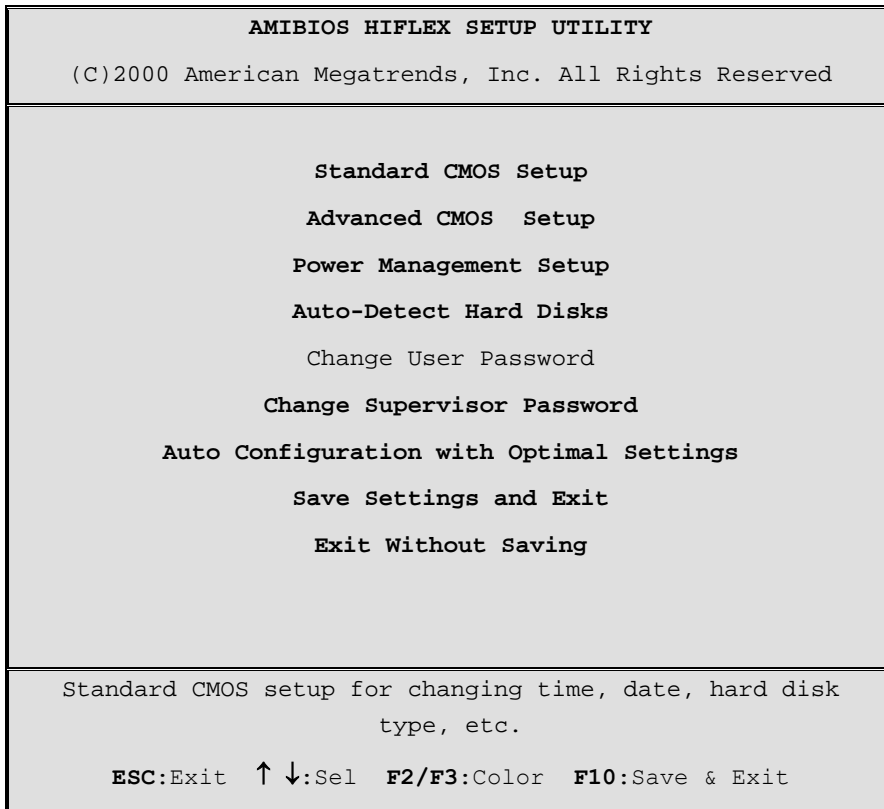 AMIBIOS HIFLEX SETUP UTILITY
(C)2000 American Megatrends, Inc. All Rights Reserved
Standard CMOS Setup
Advanced CMOS  Setup
Power Management Setup
Auto-Detect Hard Disks
Change User Password
Change Supervisor Password
Auto Configuration with Optimal Settings
Save Settings and Exit
Exit Without Saving
Standard CMOS setup for changing time, date, hard disk
type, etc.
ESC:Exit ↑ ↓:Sel F2/F3:Color F10:Save & Exit